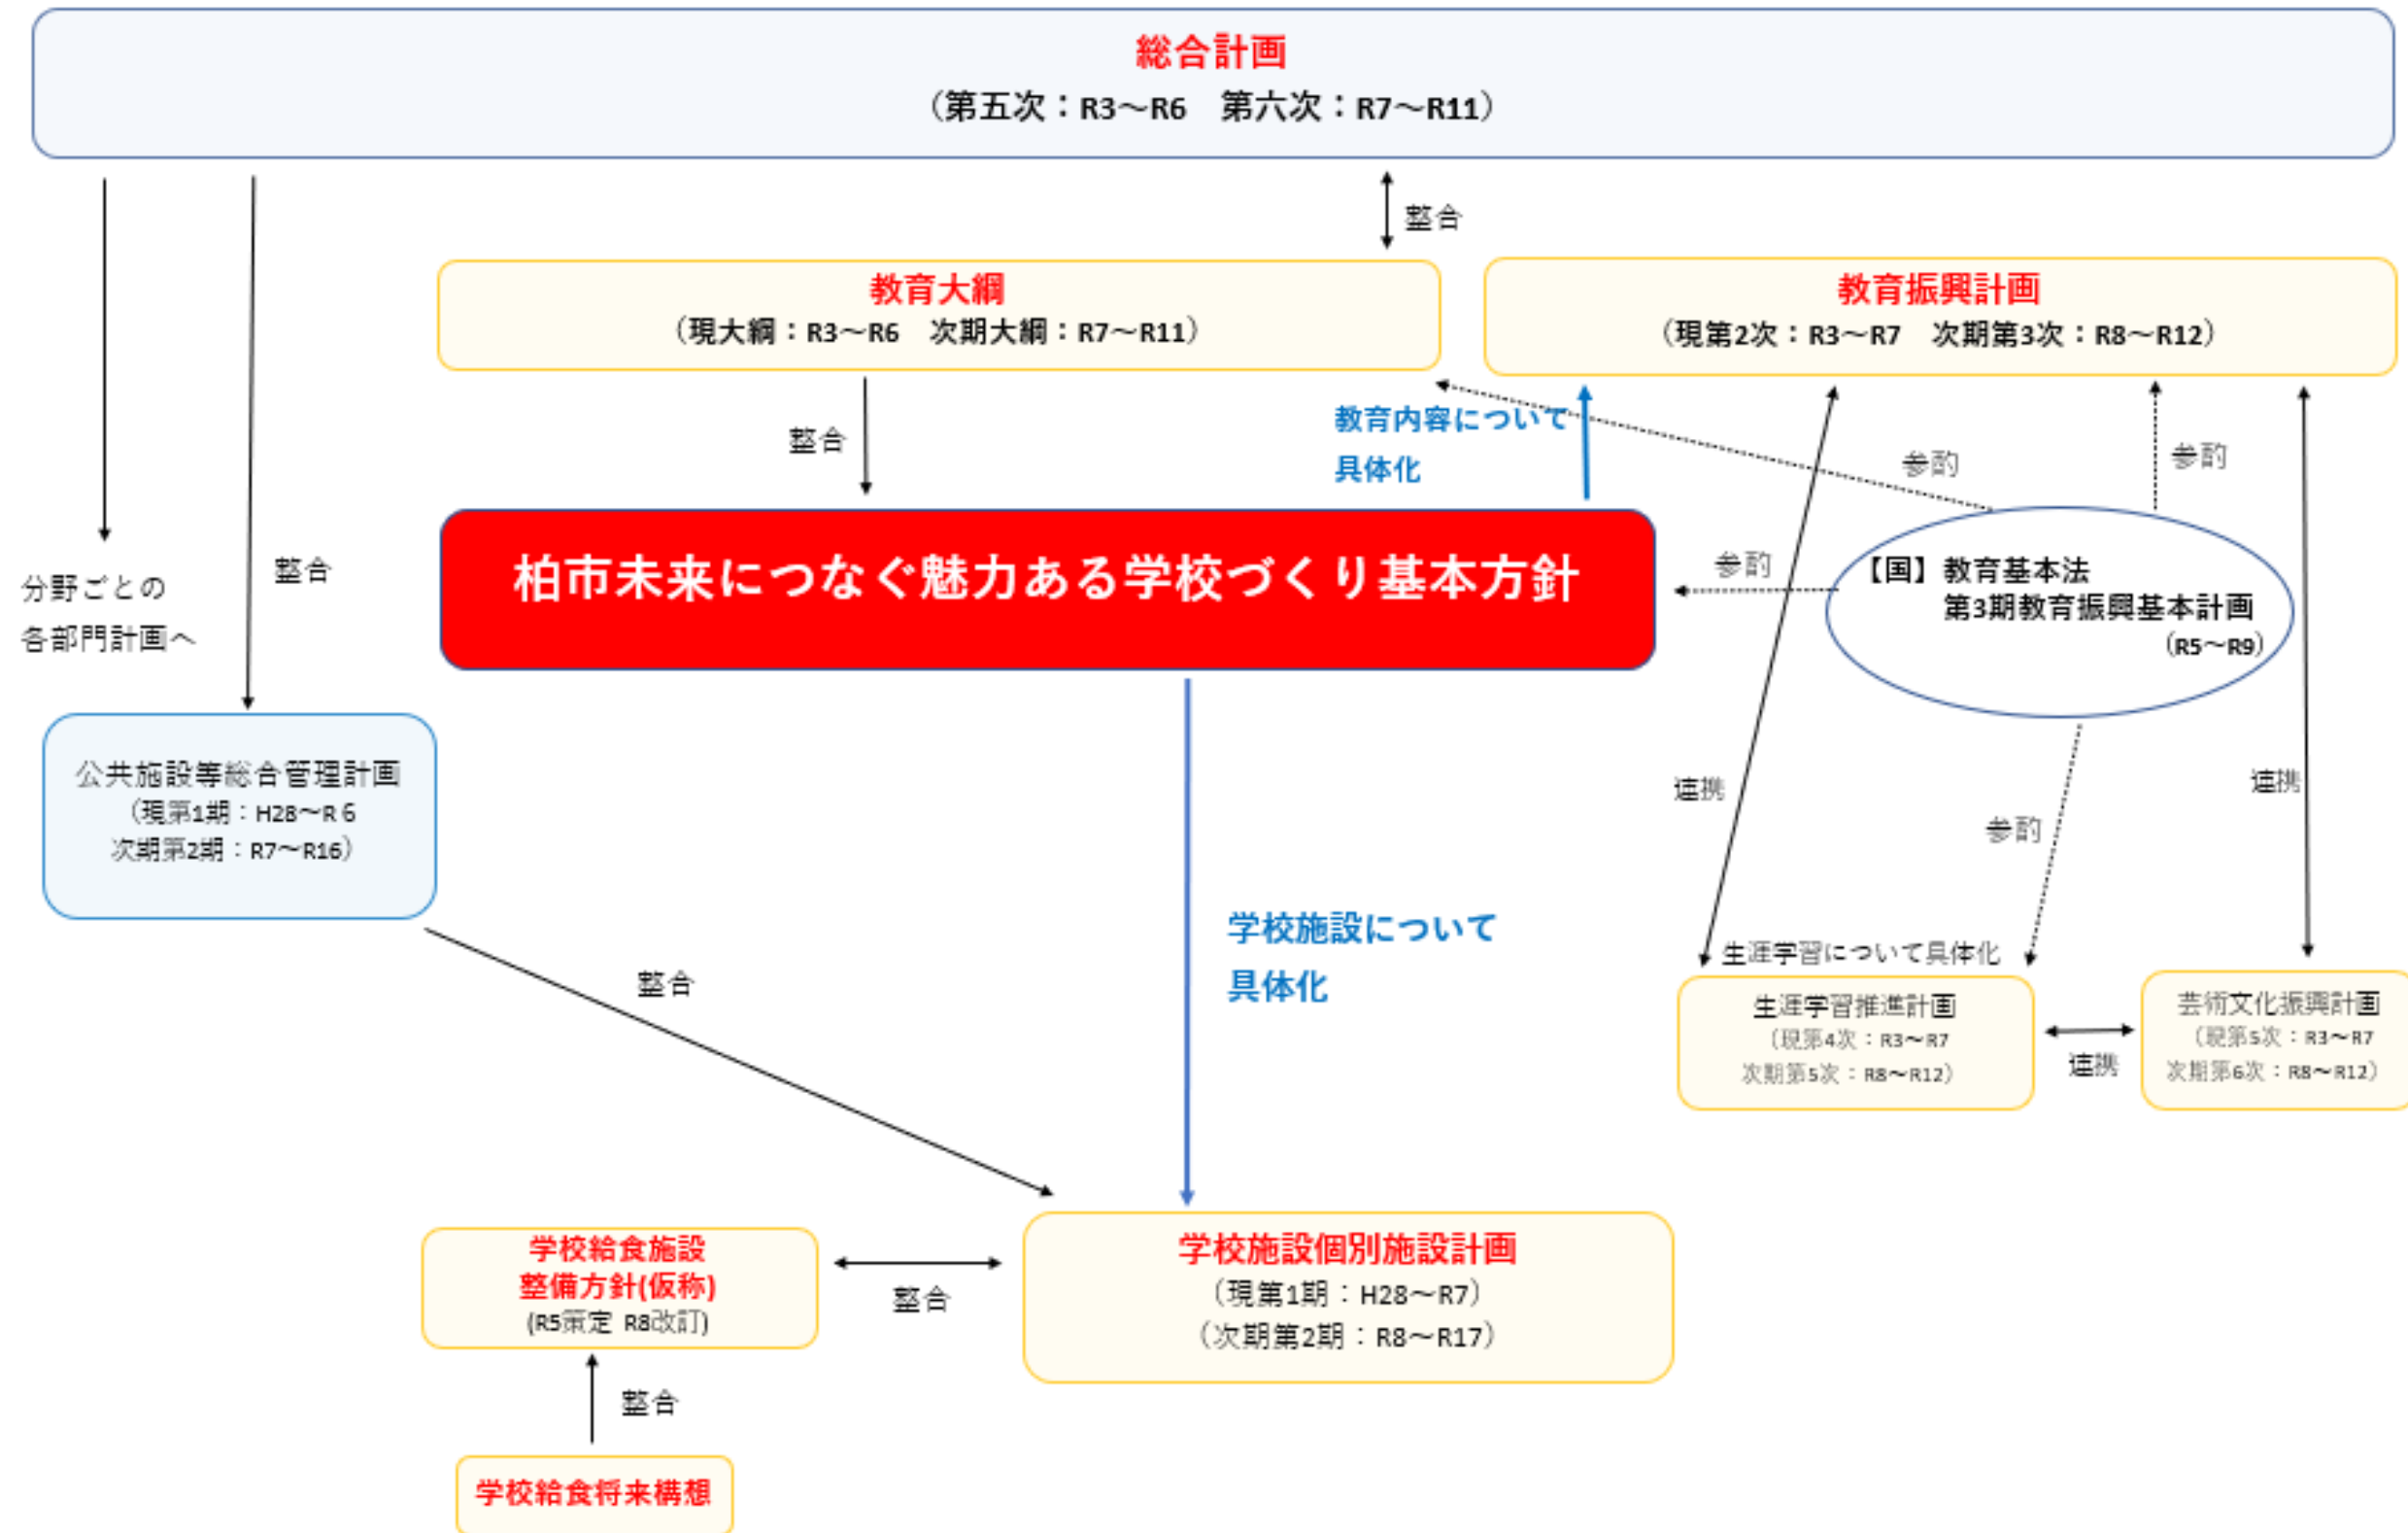 総合計画
（第五次：R3～R6　第六次：R7～R11）
整合
教育大綱
（現大綱：R3～R6　次期大綱：R7～R11）
教育振興計画
（現第2次：R3～R7　次期第3次：R8～R12）
整合
教育内容について
具体化
参酌
参酌
柏市未来につなぐ魅力ある学校づくり基本方針
参酌
【国】教育基本法
第3期教育振興基本計画
（R5～R9）
分野ごとの
各部門計画へ
整合
公共施設等総合管理計画
（現第1期：H28～R６
次期第2期：R7～R16）
連携
参酌
連携
整合
学校施設について
具体化
生涯学習について具体化
生涯学習推進計画
（現第4次：R3～R7
次期第5次：R8～R12）
連携
芸術文化振興計画
（現第5次：R3～R7
次期第6次：R8～R12）
学校給食施設
整備方針(仮称)
(R5策定 R8改訂)
整合
学校施設個別施設計画
（現第1期：H28～R7）
（次期第2期：R8～R17）
整合
学校給食将来構想